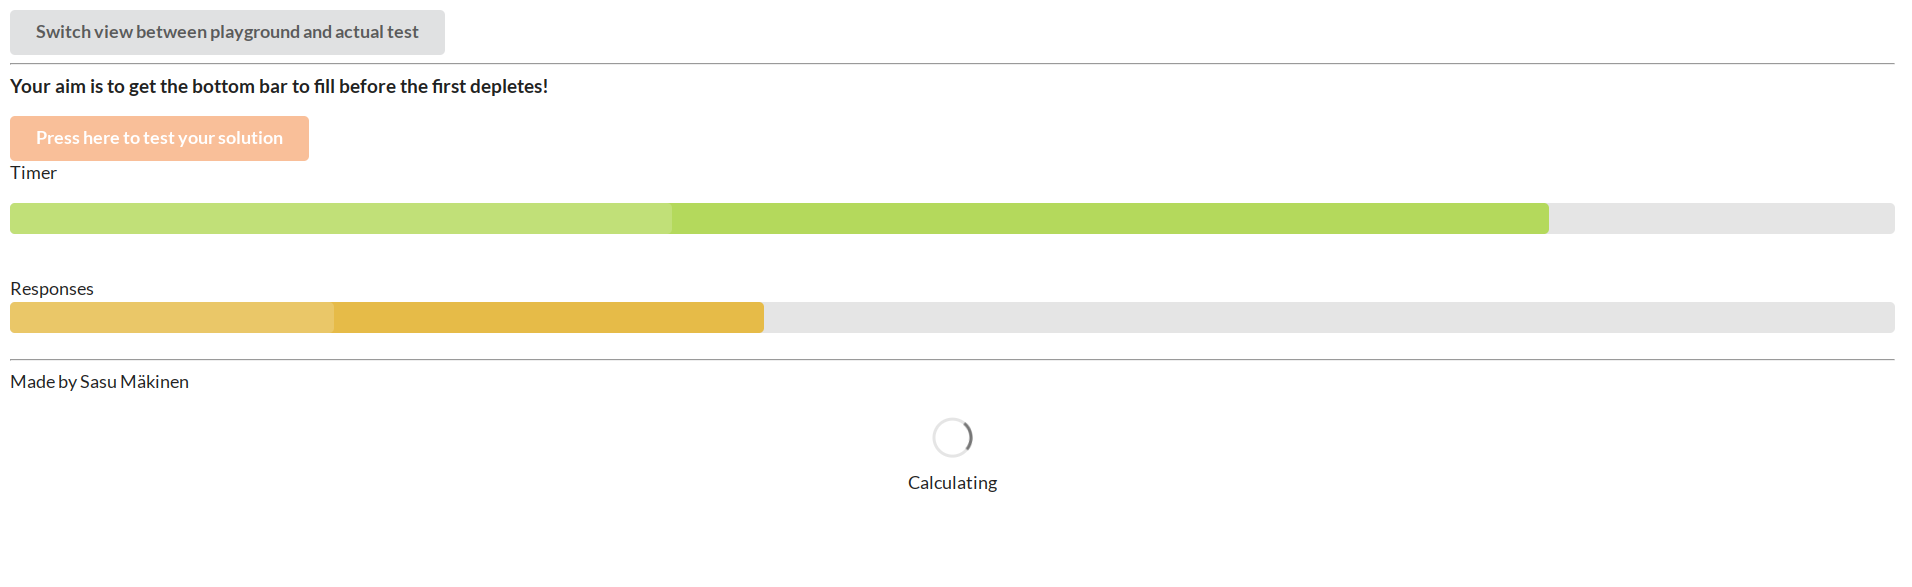 Switch view between playground and actual test
Your aim is to get the bottom bar to fill before the first depletes!
Press here to test your solution
Timer
Responses
Made by Sasu Mäkinen
Calculating